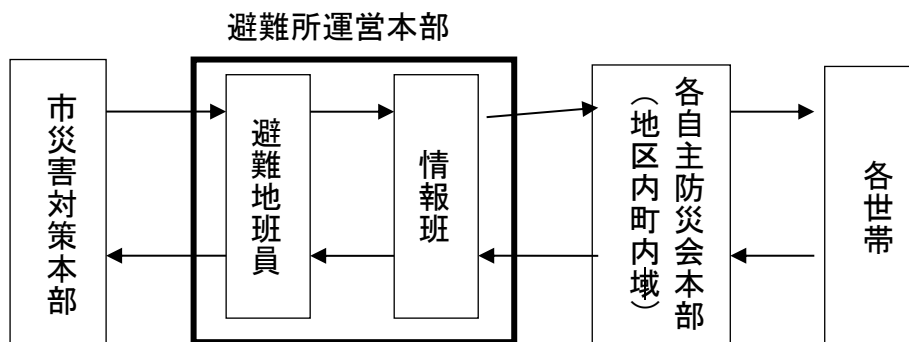 避難所運営本部
市災害対策本部
避難地班員
情報班
各自主防災会本部
（地区内町内域）
各世帯